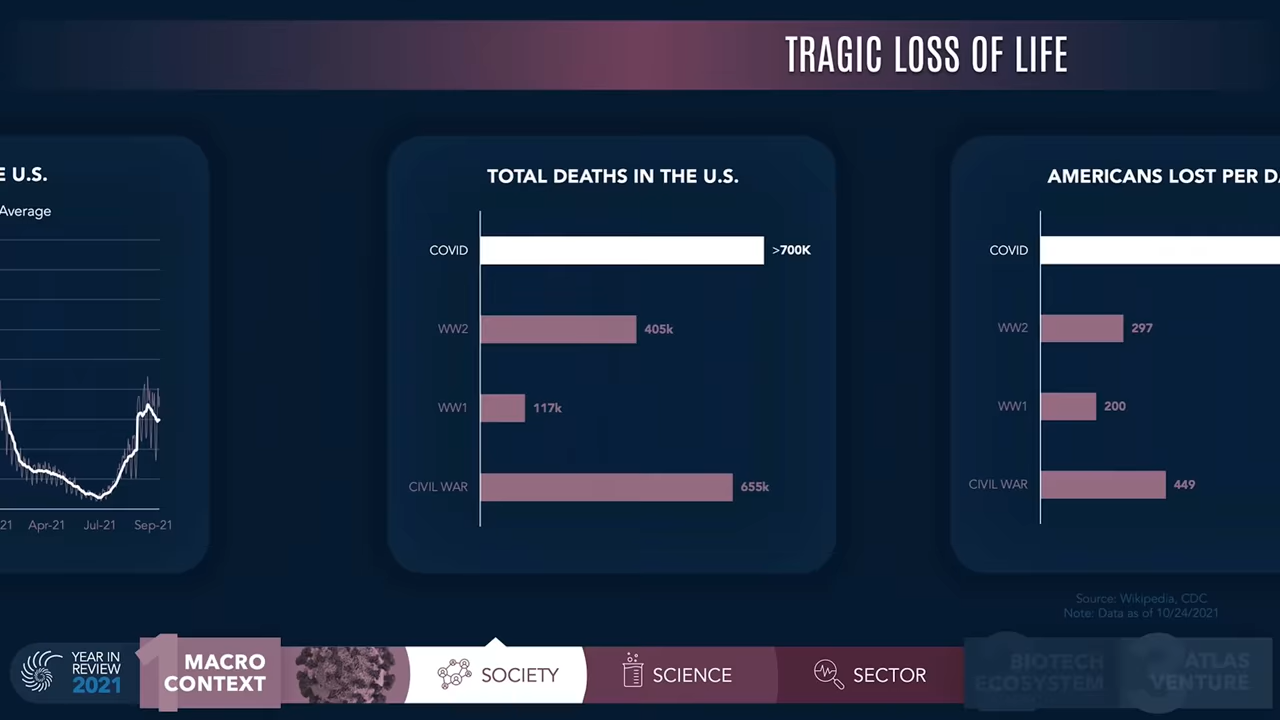 TRAGIC LOSS OF LIFE
U.S.
Average
21 Apr-21 Jul-21 Sep-21
TOTAL DEATHS IN THE U.S.
COVID >700K
WW2 405k
WW1 117k
CIVIL WAR 655k
AMERICANS LOST PER
COVID
WW2 297
WW1 200
CIVIL WAR 449
Source: Wikipedia, CDC
Note: Data as of 10/24/2021
YEAR IN
REVIEW
2021
1 MACRO
CONTEXT
SOCIETY
SCIENCE
SECTOR
BIOTECH
ECOSYSTEM
3 ATLAS
VENTURE